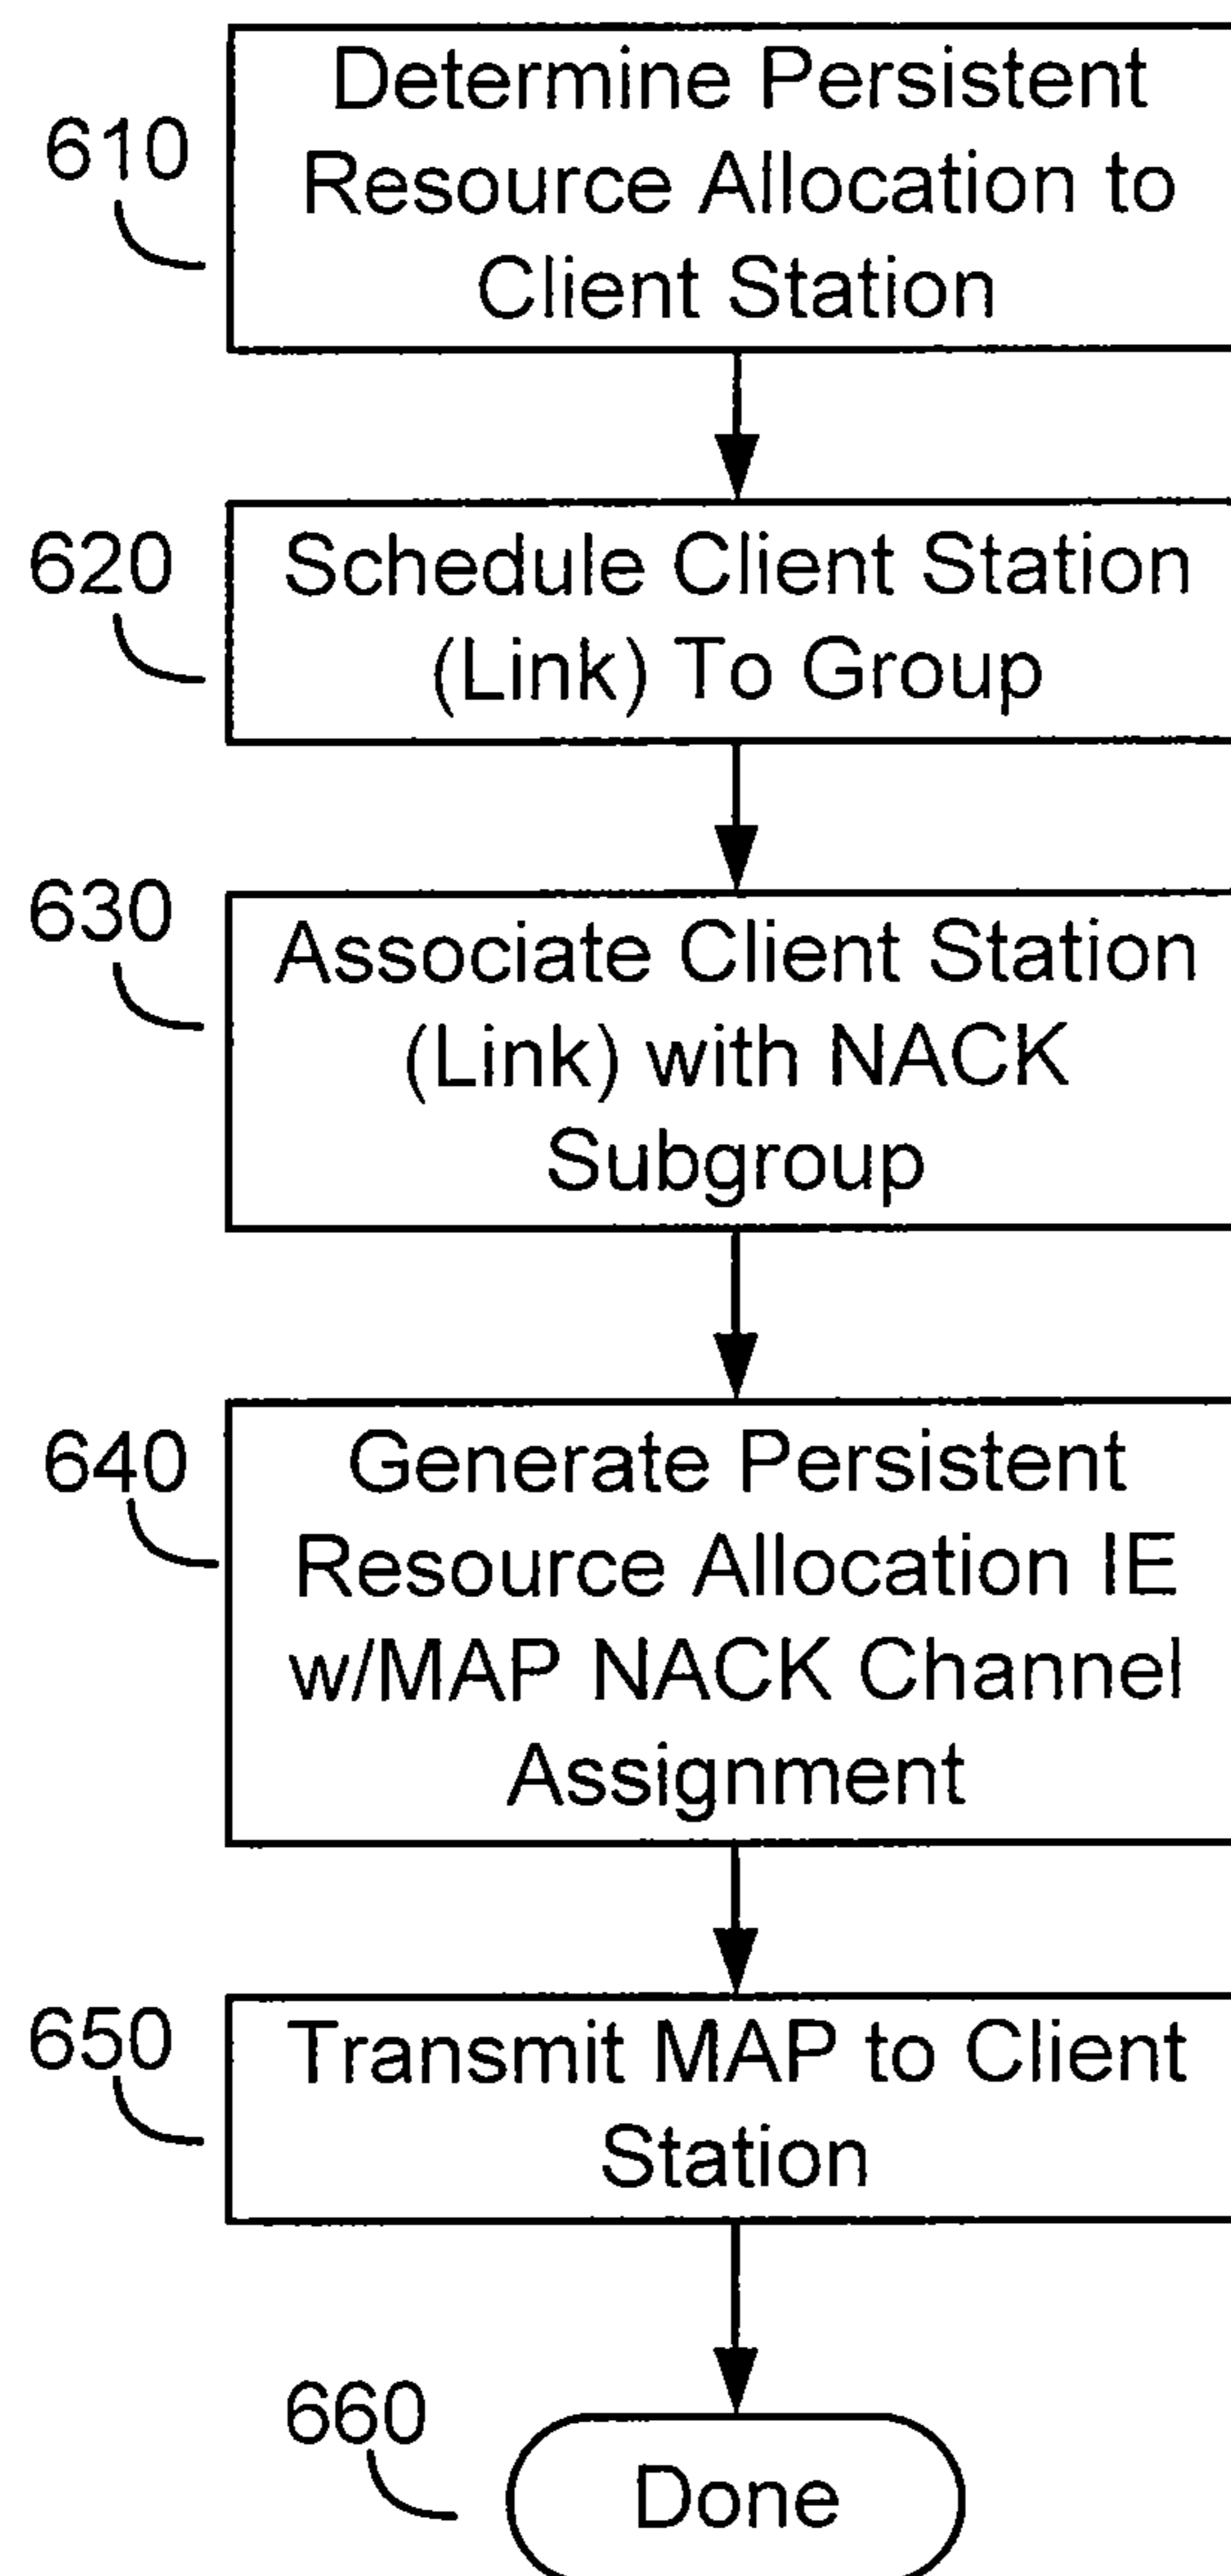 610
Determine Persistent
Resource Allocation to
Client Station
620
Schedule Client Station
(Link) To Group
630
Associate Client Station
(Link) with NACK
Subgroup
640
Generate Persistent
Resource Allocation IE
w/MAP NACK Channel
Assignment
650
Transmit MAP to Client
Station
660
Done